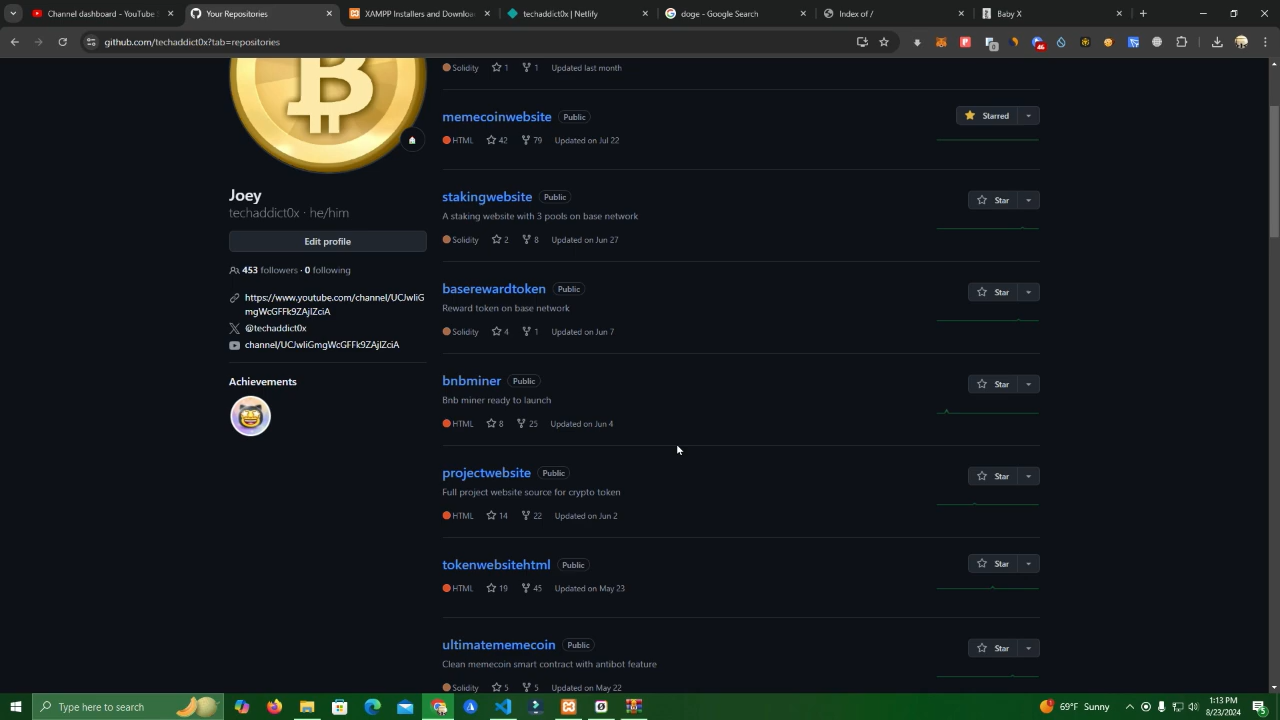 Channel dashboard - YouTube S
Your Repositories
XAMPP Installers and Downloa
techaddict0x | Netlify
doge - Google Search
Index of /
Baby X
github.com/techaddict0x?tab=repositories
46
Solidity 1 1 Updated last month
memecoinwebsite Public
Starred
HTML 42 79 Updated on Jul 22
Joey
techaddict0x · he/him
Edit profile
453 followers · 0 following
https://www.youtube.com/channel/UCJwIiG
mgWcGFFk9ZAjlZciA
@techaddict0x
channel/UCJwIiGmgWcGFFk9ZAjlZciA
Achievements
stakingwebsite Public
Star
A staking website with 3 pools on base network
Solidity 2 8 Updated on Jun 27
baserewardtoken Public
Star
Reward token on base network
Solidity 4 1 Updated on Jun 7
bnbminer Public
Star
Bnb miner ready to launch
HTML 8 25 Updated on Jun 4
projectwebsite Public
Star
Full project website source for crypto token
HTML 14 22 Updated on Jun 2
tokenwebsitehtml Public
Star
HTML 19 45 Updated on May 23
ultimatememecoin Public
Star
Clean memecoin smart contract with antibot feature
Solidity 5 5 Updated on May 22
Type here to search
69°F Sunny
1:13 PM
8/23/2024